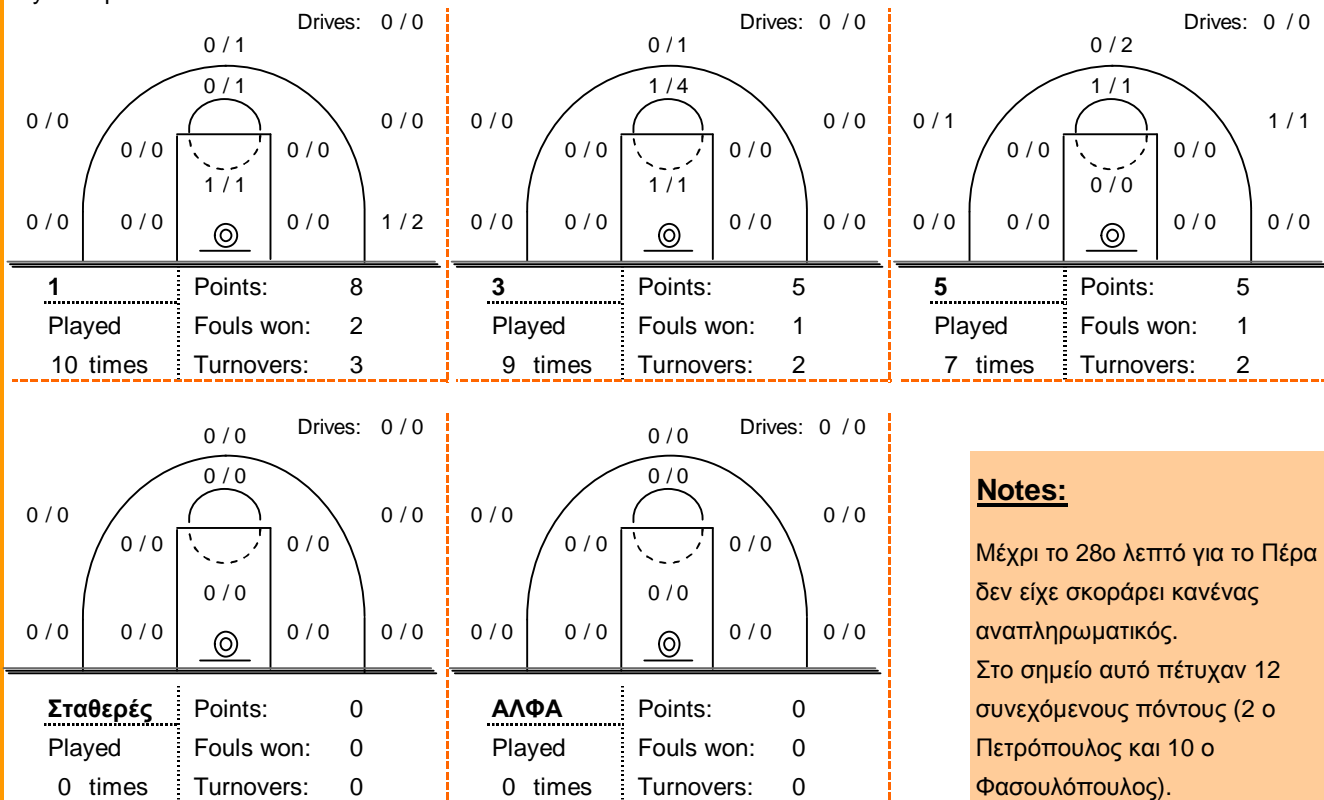 Drives: 0 / 0
0 / 1
0 / 1
0 / 0
0 / 0
0 / 0
0 / 0
1 / 1
0 / 0
0 / 0
0 / 0
1 / 2
1
Points: 8
Played
Fouls won: 2
10 times
Turnovers: 3
Drives: 0 / 0
0 / 1
1 / 4
0 / 0
0 / 0
0 / 0
0 / 0
1 / 1
0 / 0
0 / 0
0 / 0
0 / 0
3
Points: 5
Played
Fouls won: 1
9 times
Turnovers: 2
Drives: 0 / 0
0 / 2
1 / 1
0 / 1
1 / 1
0 / 0
0 / 0
0 / 0
0 / 0
0 / 0
0 / 0
0 / 0
5
Points: 5
Played
Fouls won: 1
7 times
Turnovers: 2
Drives: 0 / 0
0 / 0
0 / 0
0 / 0
0 / 0
0 / 0
0 / 0
0 / 0
0 / 0
0 / 0
0 / 0
0 / 0
Σταθερές
Points: 0
Played
Fouls won: 0
0 times
Turnovers: 0
Drives: 0 / 0
0 / 0
0 / 0
0 / 0
0 / 0
0 / 0
0 / 0
0 / 0
0 / 0
0 / 0
0 / 0
0 / 0
ΑΛΦΑ
Points: 0
Played
Fouls won: 0
0 times
Turnovers: 0
Notes:
Μέχρι το 28ο λεπτό για το Πέρα
δεν είχε σκοράρει κανένας
αναπληρωματικός.
Στο σημείο αυτό πέτυχαν 12
συνεχόμενους πόντους (2 ο
Πετρόπουλος και 10 ο
Φασουλόπουλος).